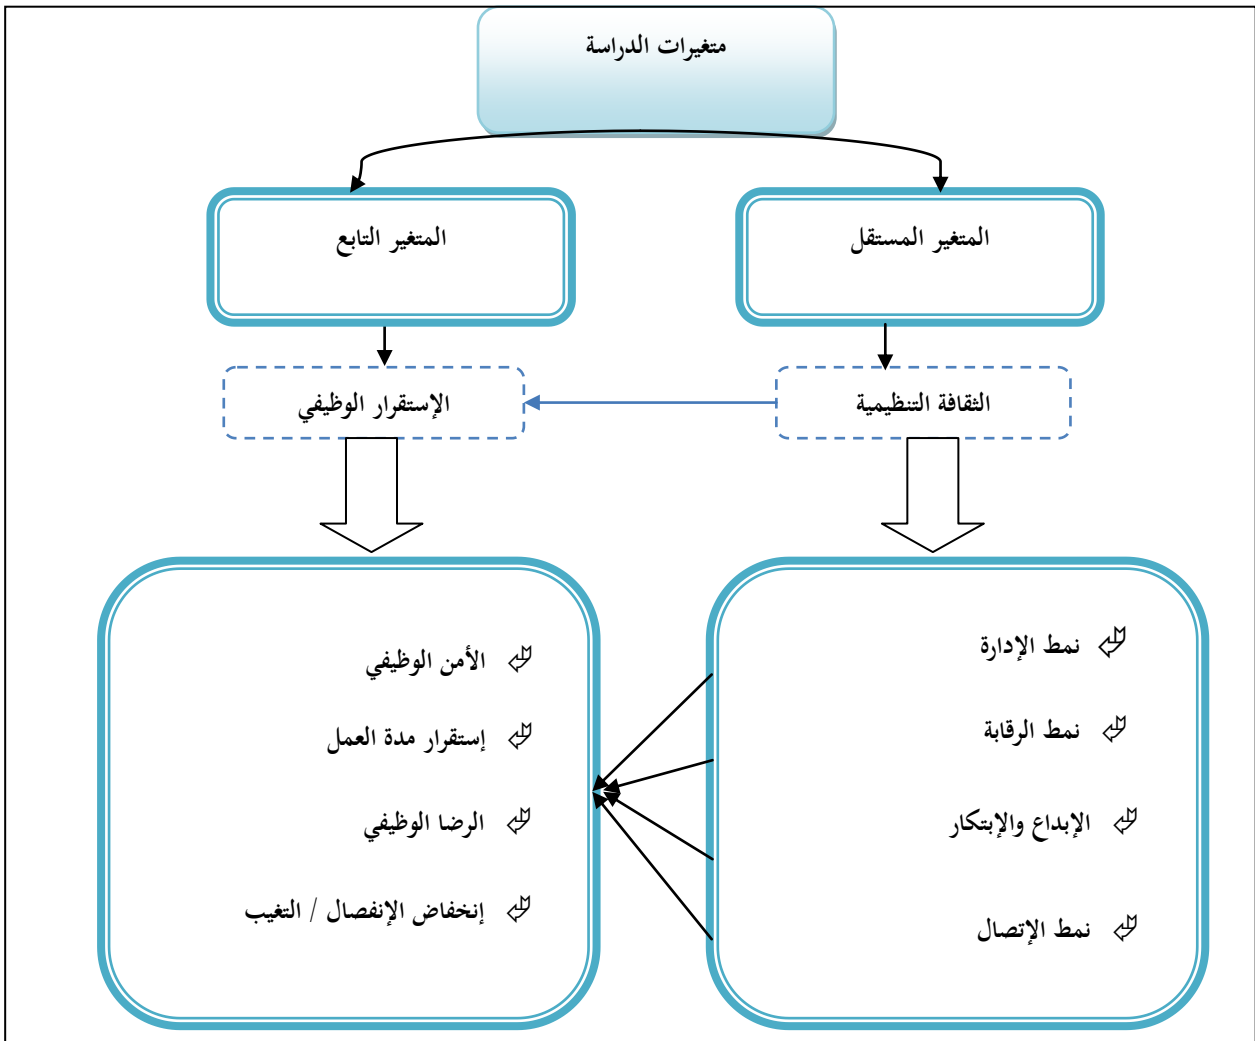 متغيرات الدراسة
المتغير المستقل
المتغير التابع
الثقافة التنظيمية
الإستقرار الوظيفي
نمط الإدارة
نمط الرقابة
الإبداع والإبتكار
نمط الإتصال
الأمن الوظيفي
إستقرار مدة العمل
الرضا الوظيفي
إنخفاض الإنفصال / التغيب